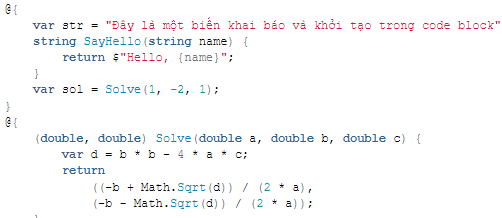 @{
var str = "Đây là một biến khai báo và khởi tạo trong code block"
string SayHello(string name) {
return $"Hello, {name}";
}
var sol = Solve(1, -2, 1);
}
@{
(double, double) Solve(double a, double b, double c) {
var d = b * b - 4 * a * c;
return
((-b + Math.Sqrt(d)) / (2 * a),
(-b - Math.Sqrt(d)) / (2 * a));